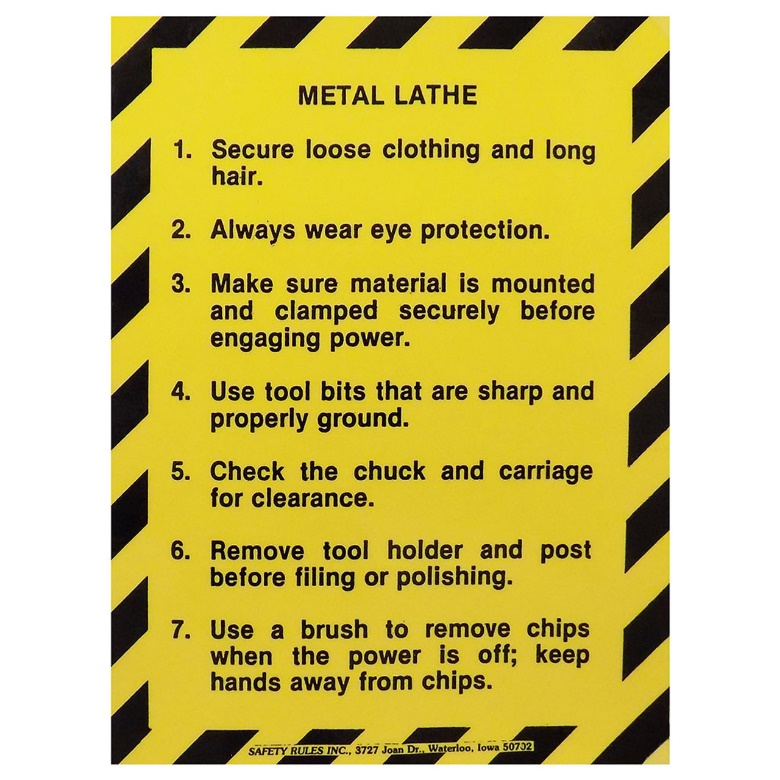 METAL LATHE
1. Secure loose clothing and long
hair.
2. Always wear eye protection.
3. Make sure material is mounted
and clamped securely before
engaging power.
4. Use tool bits that are sharp and
properly ground.
5. Check the chuck and carriage
for clearance.
6. Remove tool holder and post
before filing or polishing.
7. Use a brush to remove chips
when the power is off; keep
hands away from chips.
SAFETY RULES INC., 3727 Joan Dr., Waterloo, Iowa 50702